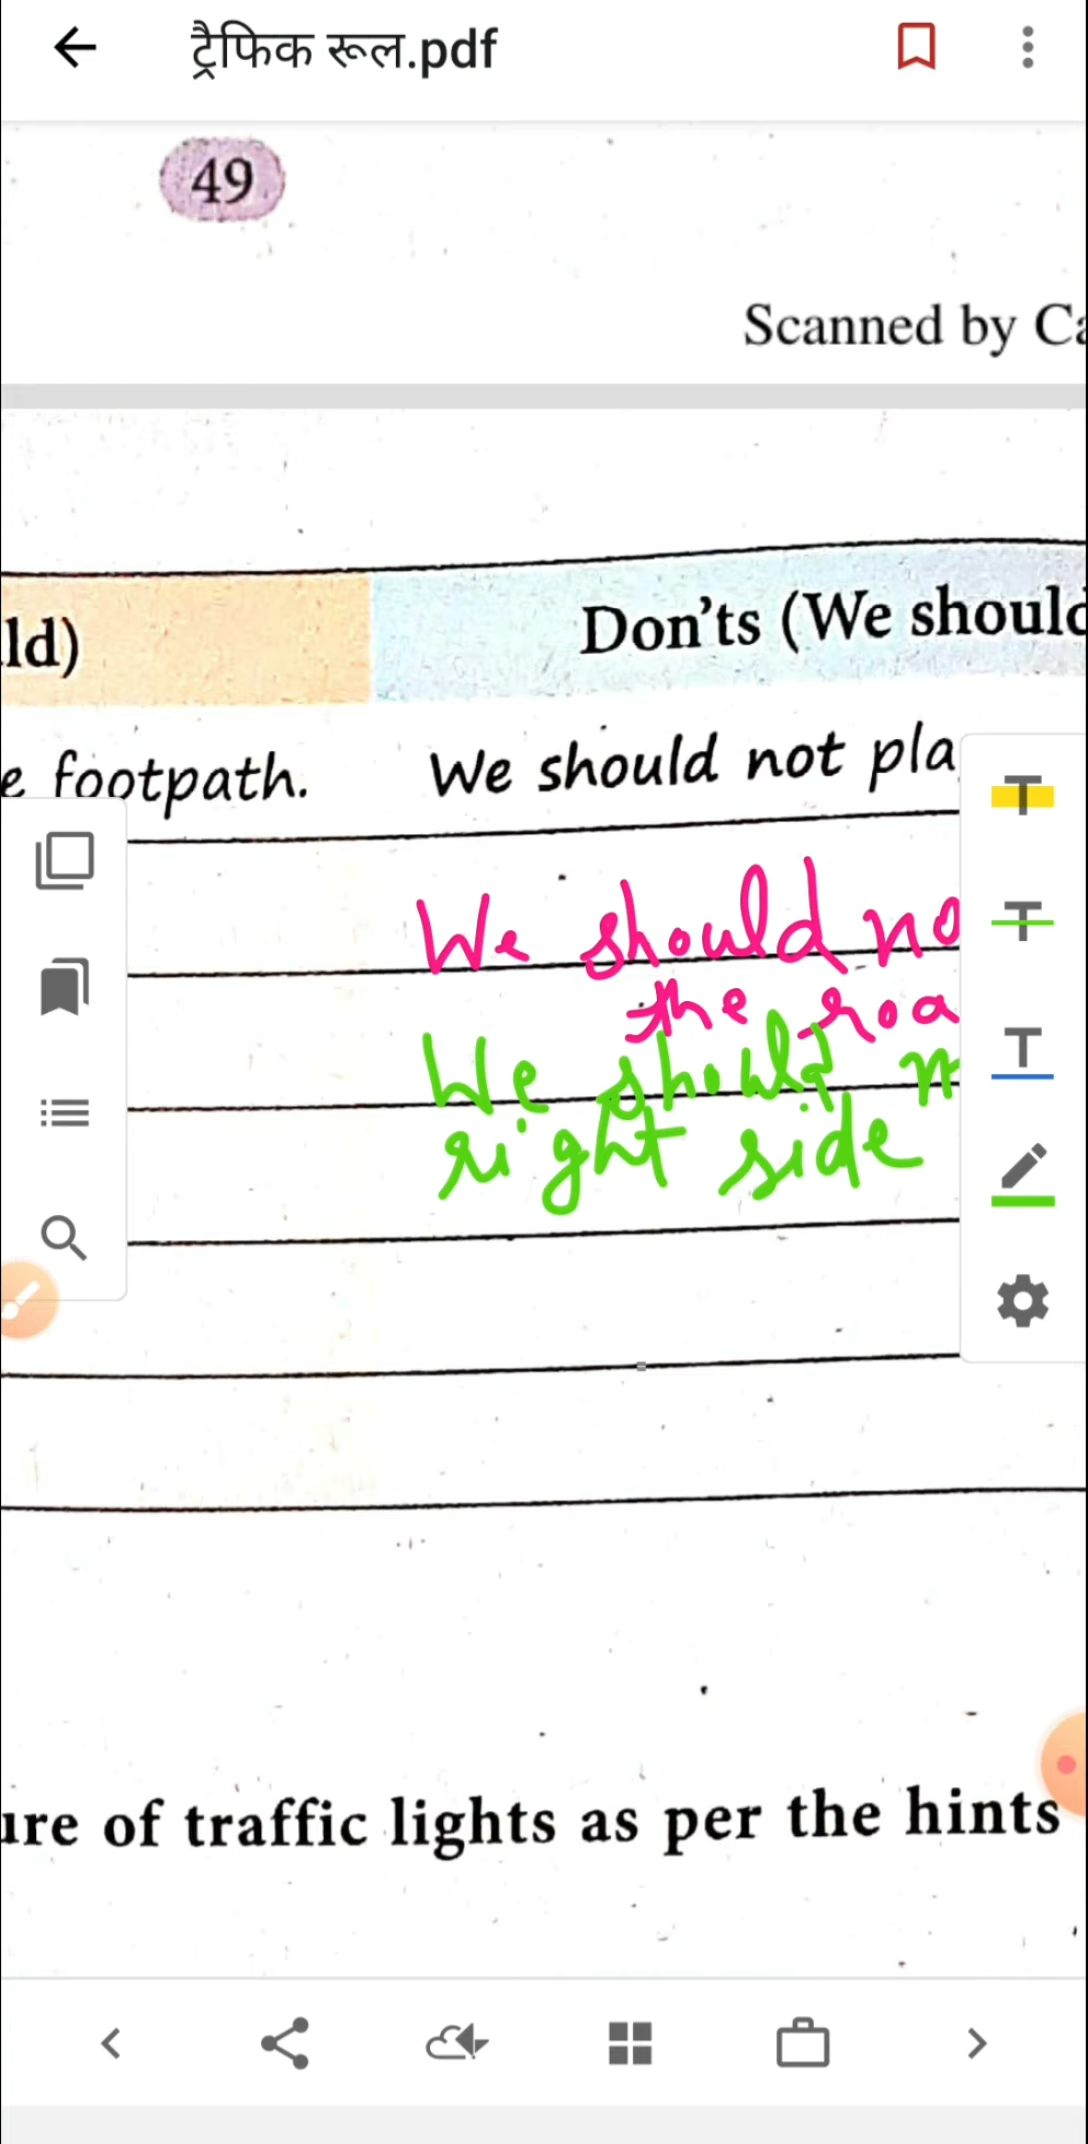 ट्रैफिक रूल.pdf
49
Scanned by Ca
ld) Don'ts (We should
e footpath. We should not pla
We should no
the roa
We should n
right side
ure of traffic lights as per the hints